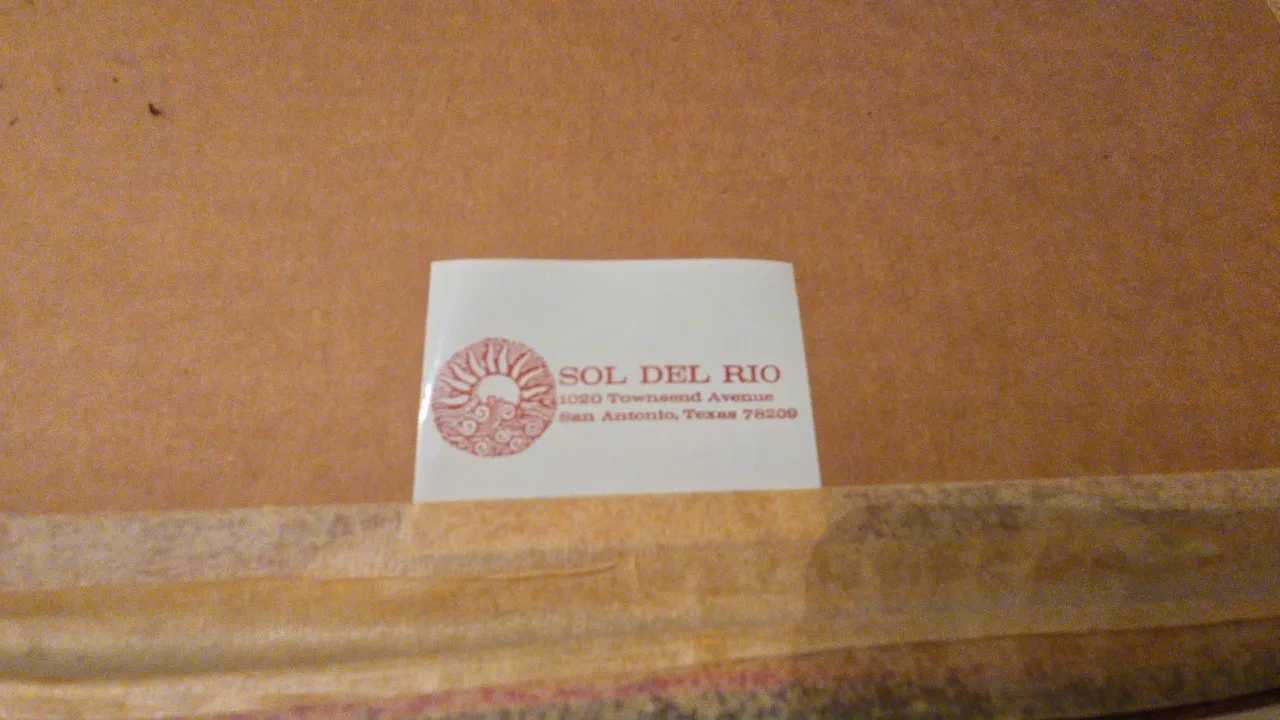 SOL DEL RIO
1020 Townsend Avenue
San Antonio, Texas 78209